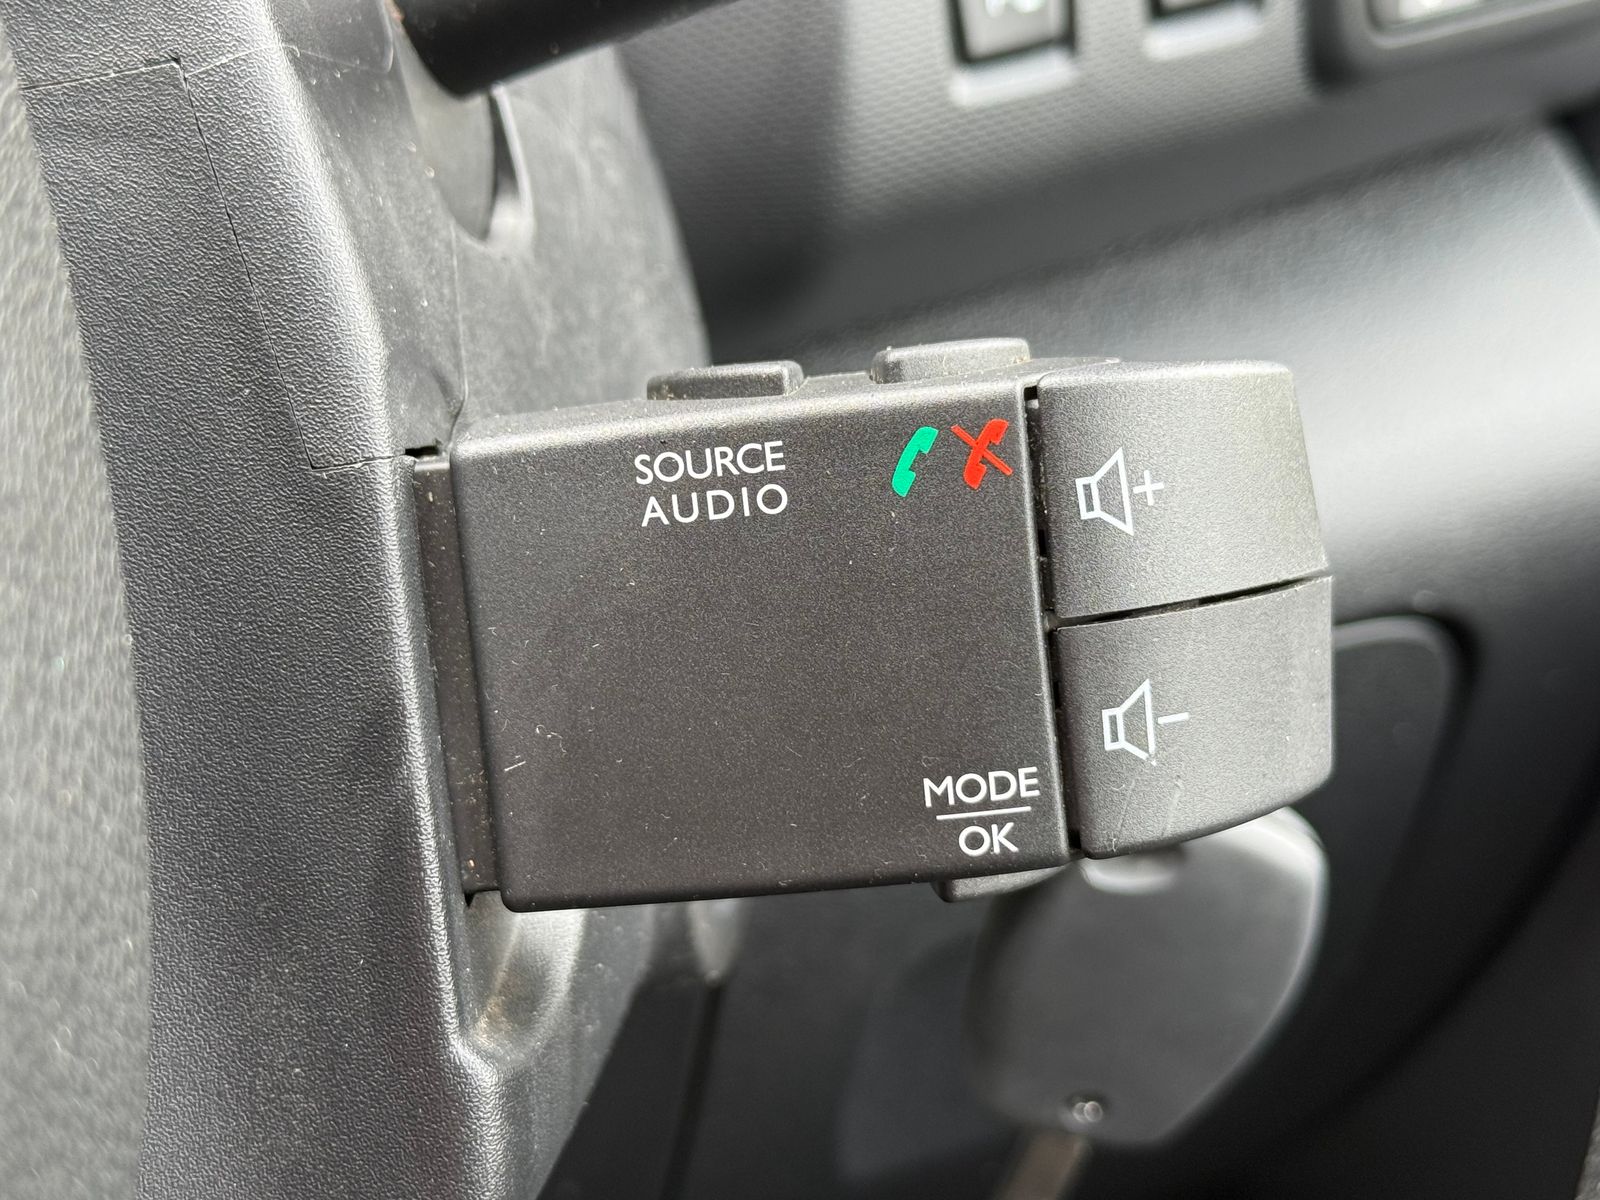 SOURCE
AUDIO
+
-
MODE
OK